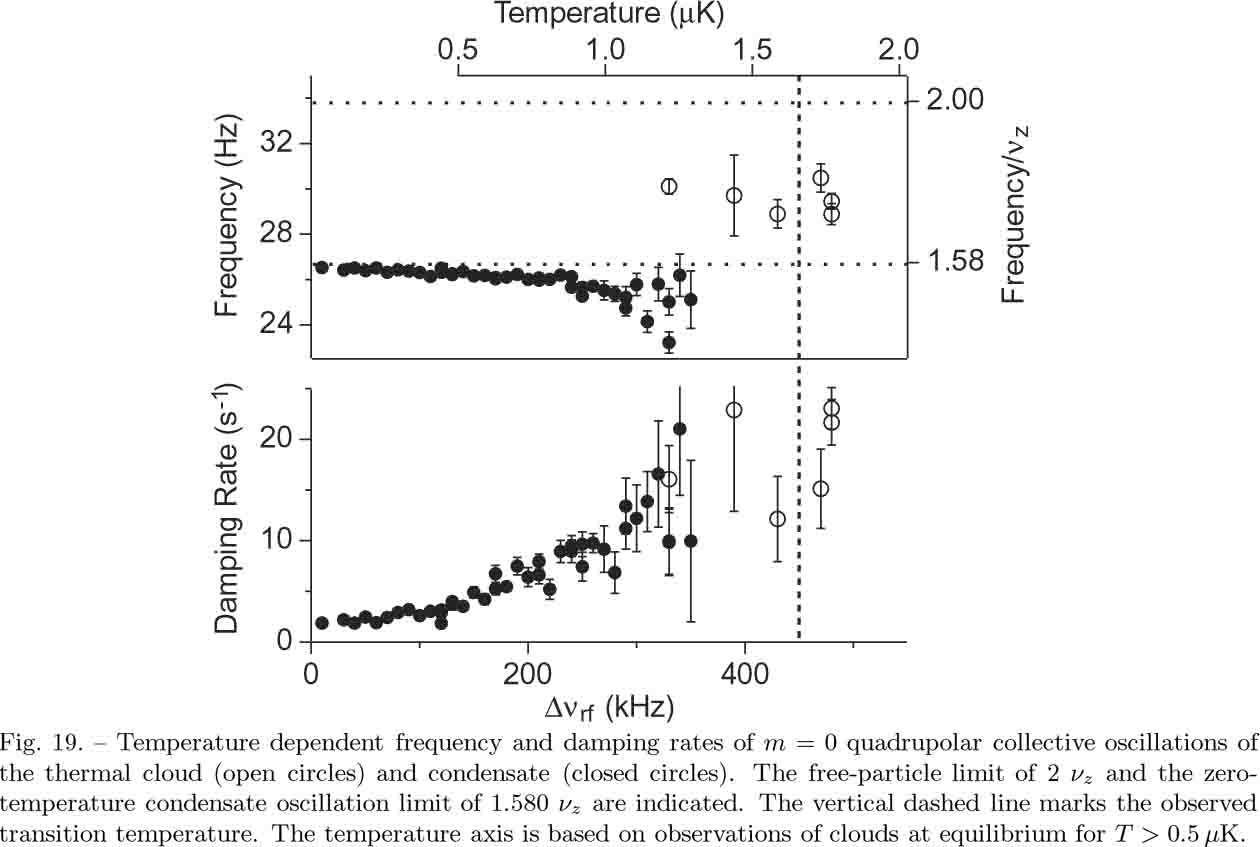 Temperature (μK)
0.5 1.0 1.5 2.0
Frequency (Hz)
32
28
24
2.00
1.58
Frequency/νz
Damping Rate (s-1)
20
10
0
0 200 400
Δνrf (kHz)
Fig. 19. – Temperature dependent frequency and damping rates of m = 0 quadrupolar collective oscillations of
the thermal cloud (open circles) and condensate (closed circles). The free-particle limit of 2 νz and the zero-
temperature condensate oscillation limit of 1.580 νz are indicated. The vertical dashed line marks the observed
transition temperature. The temperature axis is based on observations of clouds at equilibrium for T > 0.5 μK.